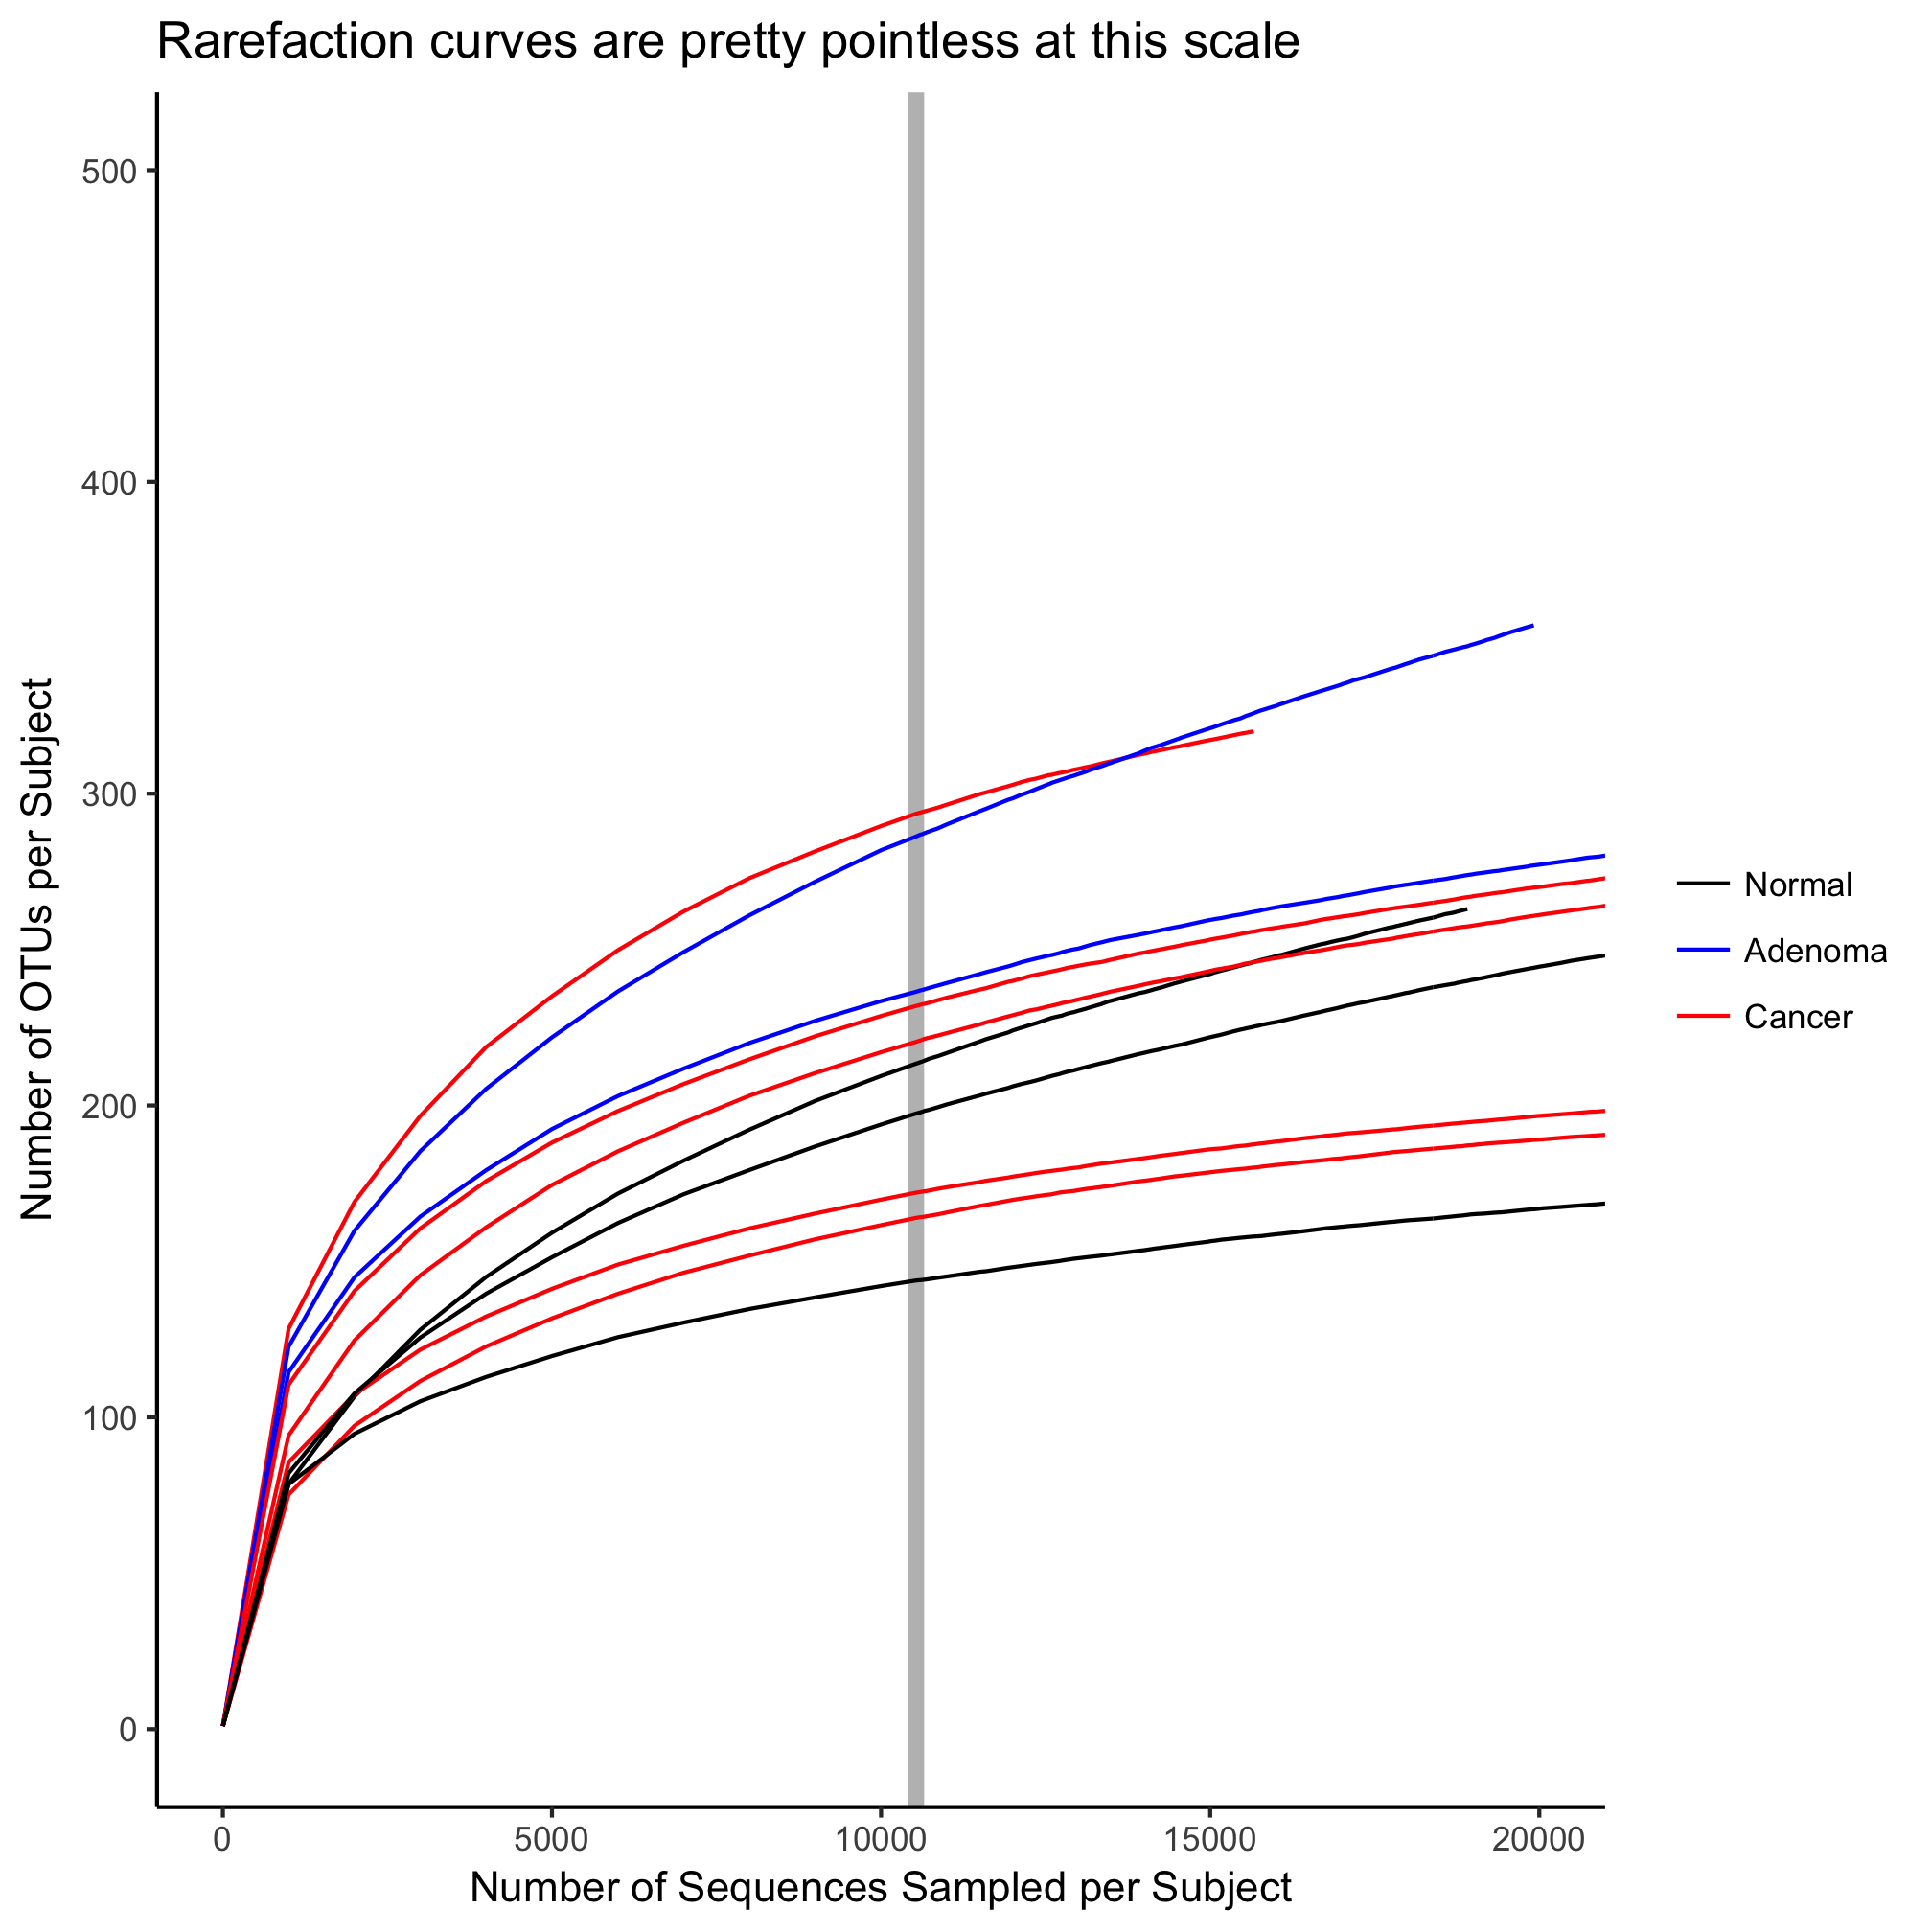 Rarefaction curves are pretty pointless at this scale
500
400
300
200
100
0
Number of OTUs per Subject
0 5000 10000 15000 20000
Number of Sequences Sampled per Subject
Normal
Adenoma
Cancer